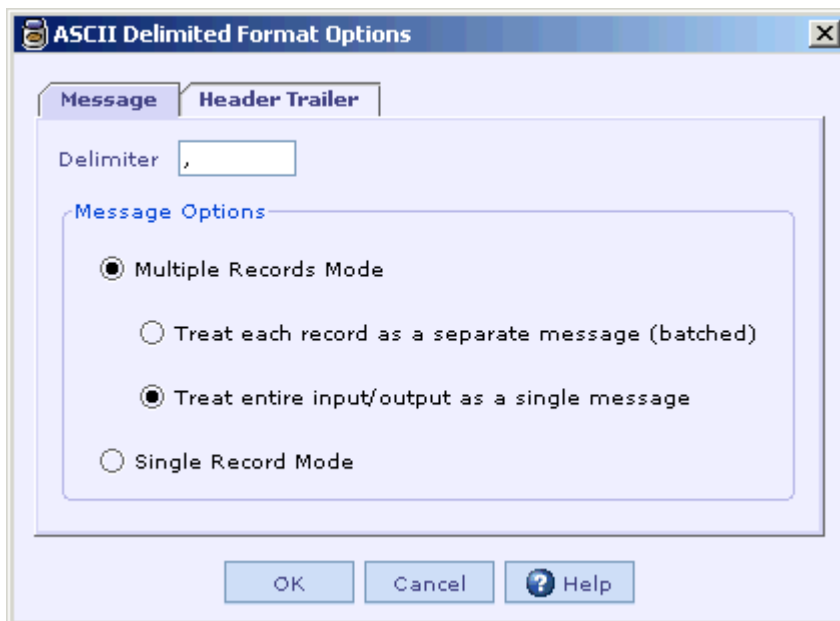 ASCII Delimited Format Options
Message Header Trailer
Delimiter ,
Message Options
Multiple Records Mode
Treat each record as a separate message (batched)
Treat entire input/output as a single message
Single Record Mode
OK Cancel ? Help